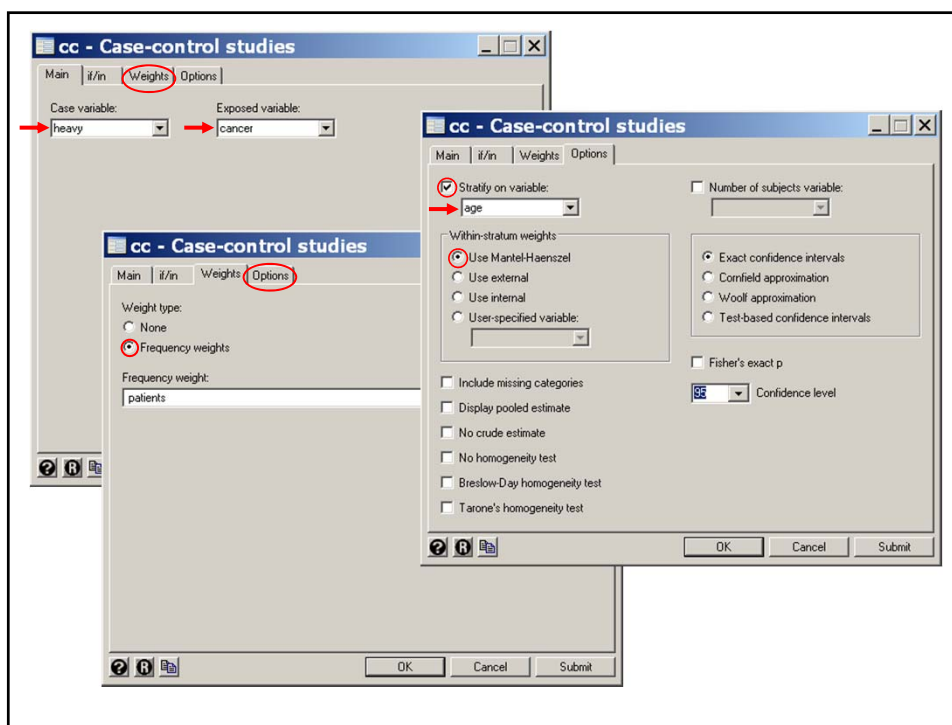 cc - Case-control studies
Main if/in Weights Options
Case variable: Exposed variable:
heavy cancer
cc - Case-control studies
Main if/in Weights Options
Weight type:
None
Frequency weights
Frequency weight:
patients
OK Cancel Submit
cc - Case-control studies
Main if/in Weights Options
Stratify on variable: Number of subjects variable:
age
Within-stratum weights
Use Mantel-Haenszel
Use external
Use internal
User-specified variable:
Exact confidence intervals
Cornfield approximation
Woolf approximation
Test-based confidence intervals
Fisher's exact p
95 Confidence level
Include missing categories
Display pooled estimate
No crude estimate
No homogeneity test
Breslow-Day homogeneity test
Tarone's homogeneity test
OK Cancel Submit